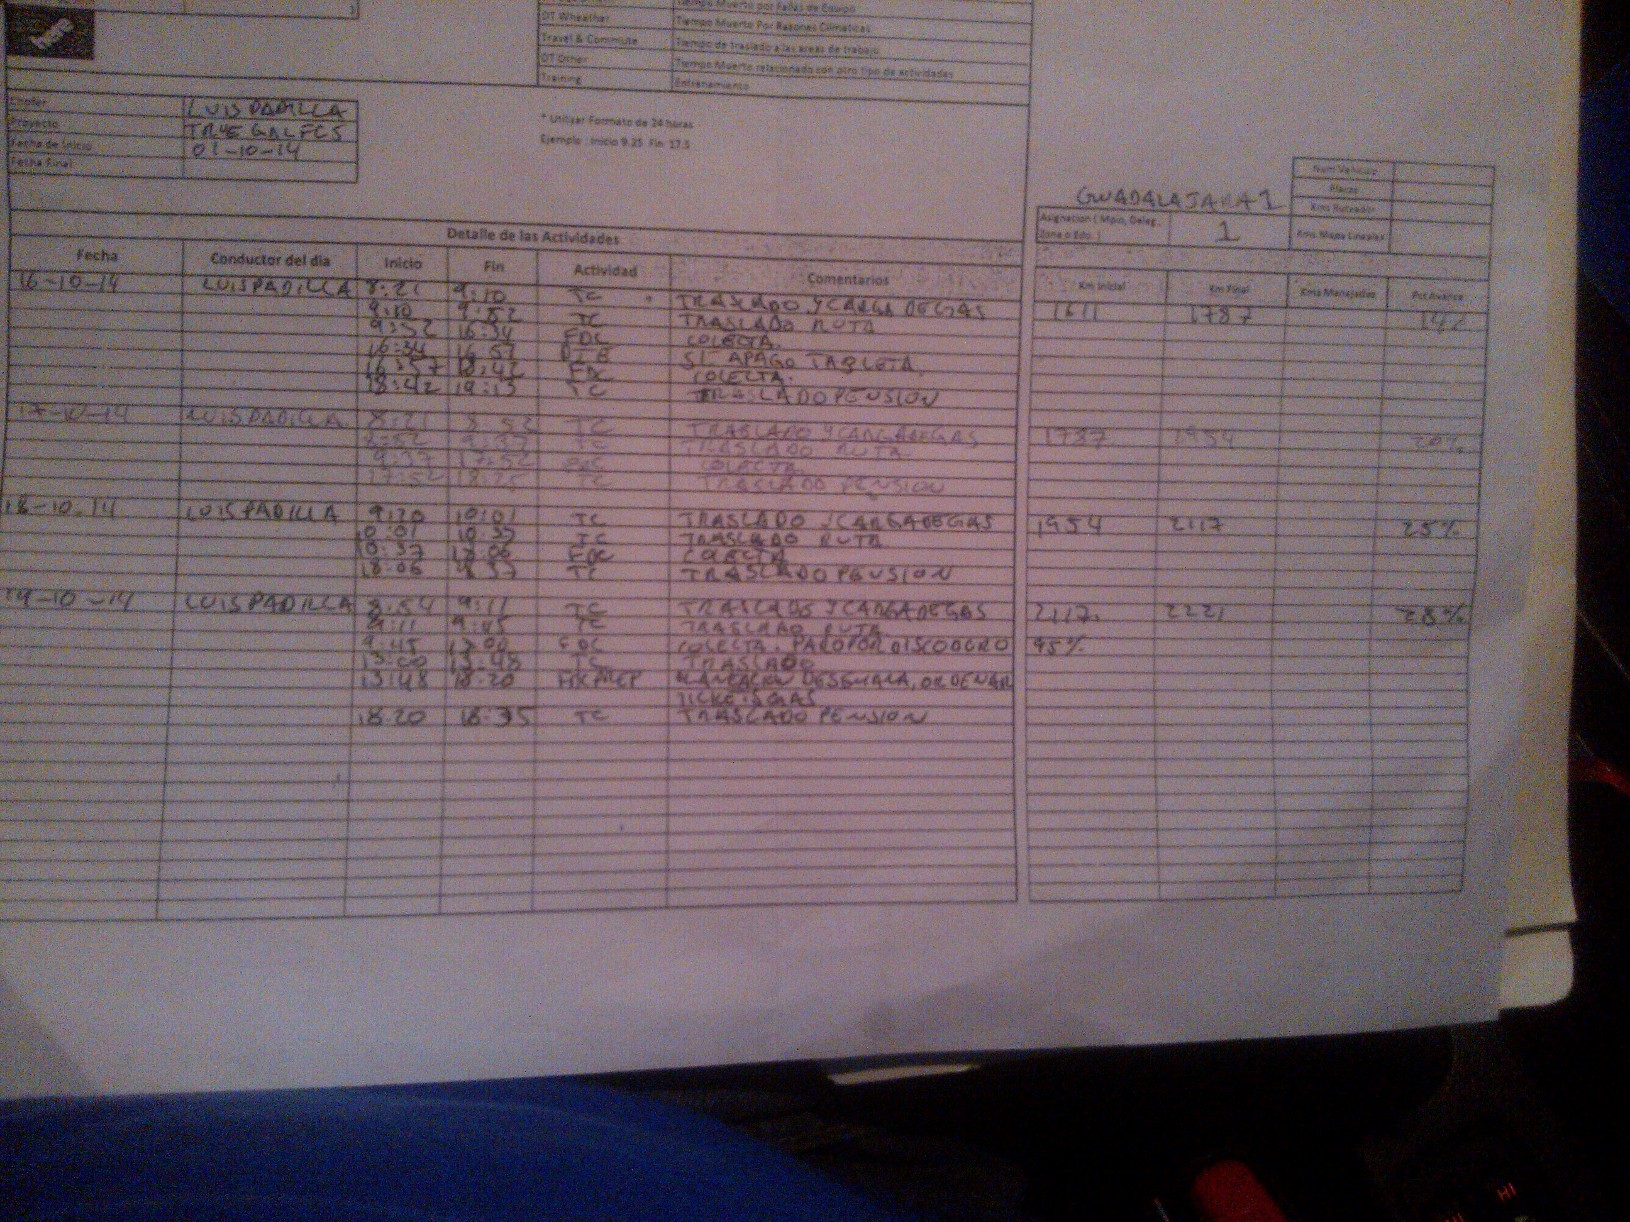 HERE
Tiempo Muerto por Fallas de Equipo
DT Wheather Tiempo Muerto Por Razones Climaticas
Travel & Commute Tiempo de traslado a las areas de trabajo
DT Other Tiempo Muerto relacionado con otro tipo de actividades
Training Entrenamiento
Chofer LUIS PADILLA
Proyecto
Fecha de Inicio 01-10-14
Fecha Final
* Utilizar Formato de 24 horas
Ejemplo : Inicio 9.25 Fin 17.5
GUADALAJARA 1
Num Vehiculo
Placas
Kms Ruteador
Kms Mapa Lineales
Asignacion ( Mpio, Deleg, Zona o Edo. ) 1
Detalle de las Actividades
Fecha Conductor del dia Inicio Fin Actividad Comentarios Km Inicial Km Final Kms Manejados Pct Avance
16-10-14 LUIS PADILLA 8:21 9:10 TC TRASLADO Y CARGA DE GAS 1611 1787
9:10 9:52 TC TRASLADO RUTA
9:52 16:34 FDC COLECTA.
16:34 16:57 SE APAGO TABLETA.
16:57 18:42 FDC COLECTA.
18:42 19:13 TC TRASLADO PENSION
17-10-14 LUIS PADILLA 8:21 8:52 TC TRASLADO Y CARGA DE GAS 1787 1954 20%
8:52 9:37 TC TRASLADO RUTA
9:37 17:52 FDC COLECTA.
17:52 18:25 TC TRASLADO PENSION
18-10-14 LUIS PADILLA 9:20 10:01 TC TRASLADO Y CARGA DE GAS 1954 2117 25%
10:01 10:37 TC TRASLADO RUTA
10:37 18:06 FDC COLECTA
18:06 18:37 TC TRASLADO PENSION
19-10-14 LUIS PADILLA 8:54 9:11 TC TRASLADO Y CARGA DE GAS 2117 2221 28%
9:11 9:45 TC TRASLADO RUTA
9:45 13:00 FDC COLECTA. PARO POR DISCO DURO 95%
13:00 13:48 TC TRASLADO
13:48 18:20 FDC PREP PLANEACION DE SEMANA, ORDENAR
TICKETS GAS
18:20 18:35 TC TRASLADO PENSION
HI